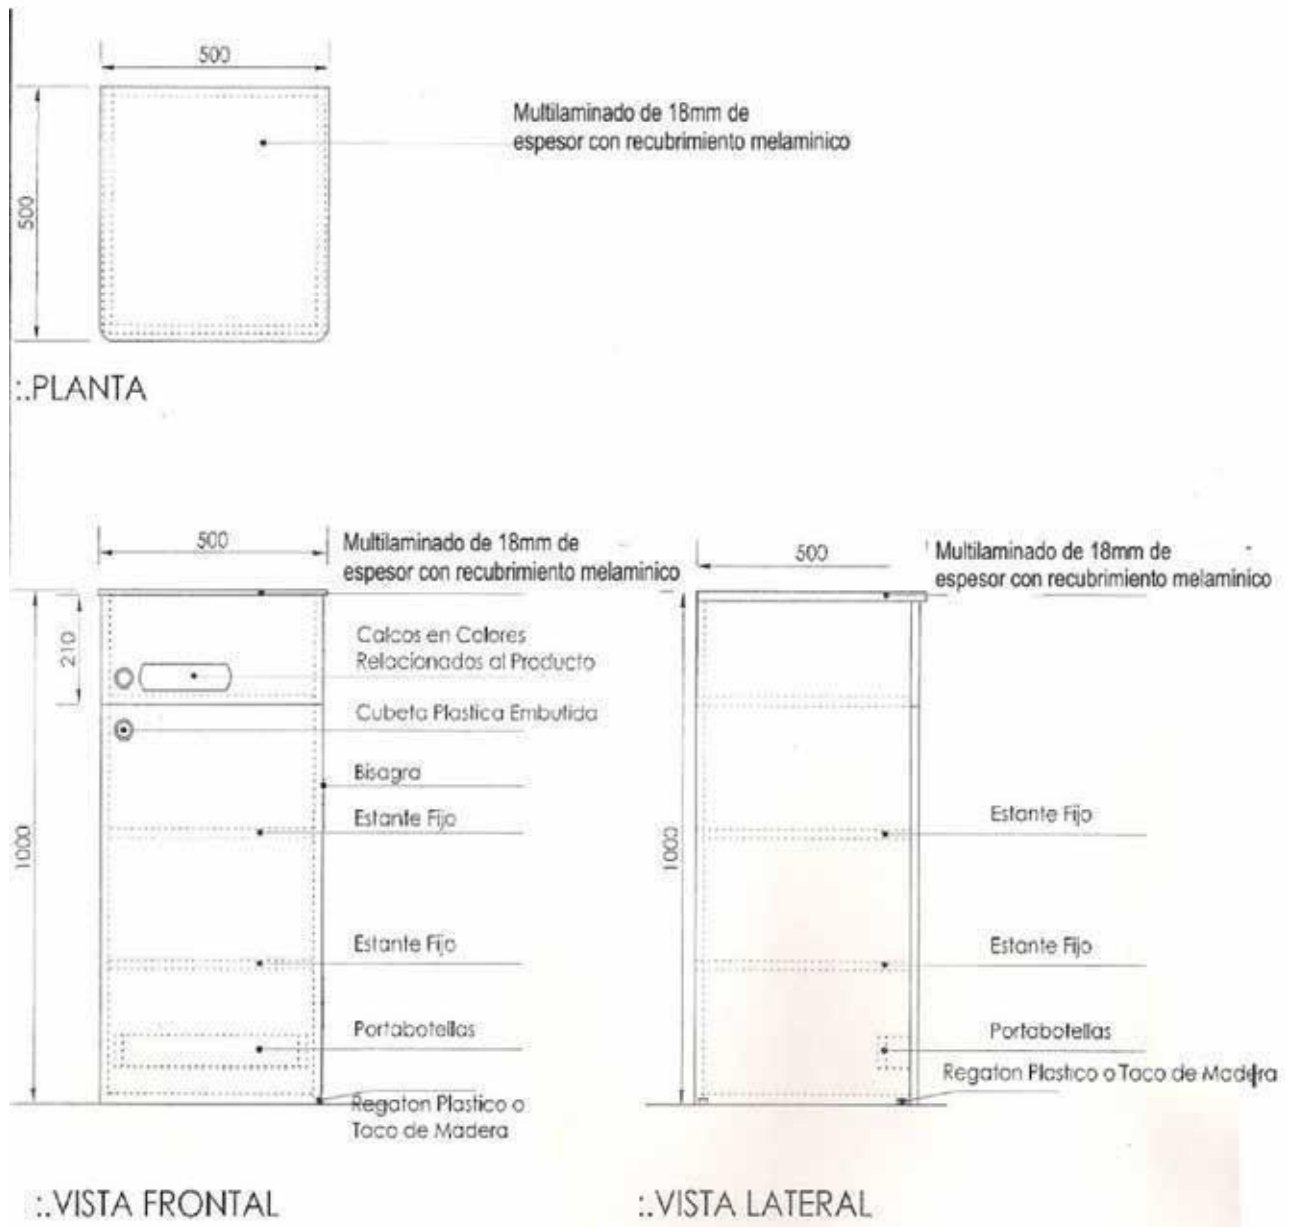 500
500
Multilaminado de 18mm de
espesor con recubrimiento melaminico
:.PLANTA
500
Multilaminado de 18mm de
espesor con recubrimiento melaminico
210
1000
Calcos en Colores
Relacionados al Producto
Cubeta Plastica Embutida
Bisagra
Estante Fijo
Estante Fijo
Portabotellas
Regaton Plastico o
Taco de Madera
:.VISTA FRONTAL
500
Multilaminado de 18mm de
espesor con recubrimiento melaminico
1000
Estante Fijo
Estante Fijo
Portabotellas
Regaton Plastico o Taco de Madera
:.VISTA LATERAL